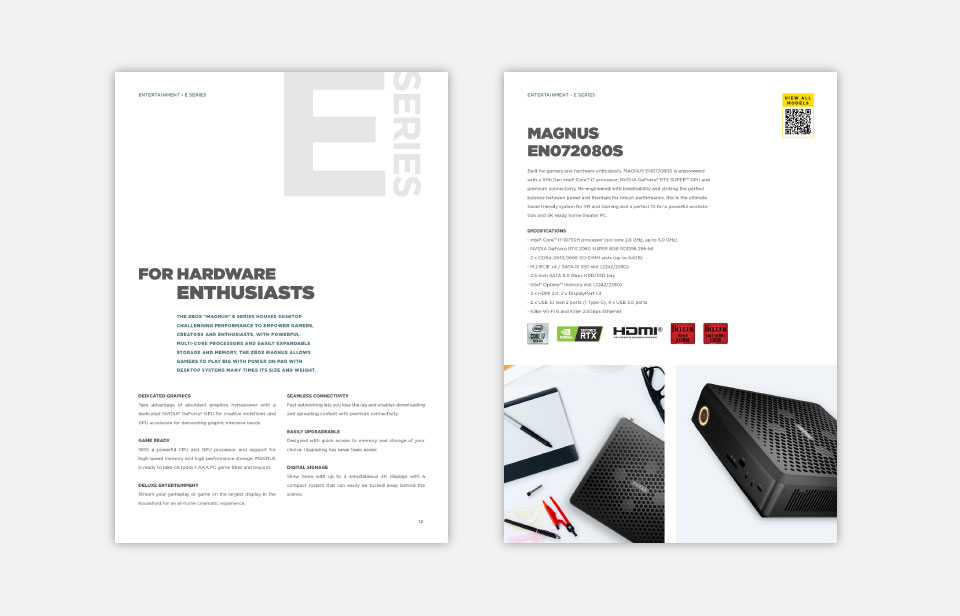 ENTERTAINMENT - E SERIES
E
SERIES
FOR HARDWARE
ENTHUSIASTS
THE ZBOX "MAGNUS" E SERIES HOUSES DESKTOP
CHALLENGING PERFORMANCE TO EMPOWER GAMERS,
CREATORS AND ENTHUSIASTS. WITH POWERFUL
MULTI-CORE PROCESSORS AND EASILY EXPANDABLE
STORAGE AND MEMORY, THE ZBOX MAGNUS ALLOWS
GAMERS TO PLAY BIG WITH POWER ON PAR WITH
DESKTOP SYSTEMS MANY TIMES ITS SIZE AND WEIGHT.
DEDICATED GRAPHICS
Take advantage of abundant graphics horsepower with a
dedicated NVIDIA® GeForce® GPU for creative workflows and
GPU accelerate for demanding graphic intensive needs.
GAME READY
With a powerful CPU and GPU processor and support for
high-speed memory and high performance storage, MAGNUS
is ready to take on today's AAA PC game titles and beyond.
DELUXE ENTERTAINMENT
Stream your gameplay or game on the largest display in the
household for an at-home cinematic experience.
SEAMLESS CONNECTIVITY
Fast networking lets you lose the lag and enables downloading
and uploading content with premium connectivity.
EASILY UPGRADEABLE
Designed with quick access to memory and storage of your
choice. Upgrading has never been easier.
DIGITAL SIGNAGE
Show more with up to 4 simultaneous 4K displays with a
compact system that can easily be tucked away behind the
scenes.
ENTERTAINMENT - E SERIES
VIEW ALL
MODELS
MAGNUS
EN072080S
Built for gamers and hardware enthusiasts, MAGNUS EN072080S is empowered
with a 10th Gen Intel® Core™ i7 processor, NVIDIA GeForce® RTX SUPER™ GPU and
premium connectivity. Re-engineered with breathability and striking the perfect
balance between power and thermals for robust performance, this is the ultimate
travel friendly system for VR and Gaming and a perfect fit for a powerful worksta-
tion and 4K ready home theater PC.
SPECIFICATIONS
- Intel® Core™ i7-10750H processor (six-core 2.6 GHz, up to 5.0 GHz)
- NVIDIA GeForce RTX 2080 SUPER 8GB GDDR6 256-bit
- 2 x DDR4-2933/2666 SO-DIMM slots (up to 64GB)
- M.2 PCIE x4 / SATA III SSD slot (2242/2280)
- 2.5-inch SATA 6.0 Gbps HDD/SSD bay
- Intel® Optane™ memory slot (2242/2280)
- 2 x HDMI 2.0, 2 x DisplayPort 1.4
- 2 x USB 3.1 Gen 2 ports (1 Type-C), 4 x USB 3.0 ports
- Killer Wi-Fi 6 and Killer 2.5Gbps Ethernet
CORE i7
NVIDIA
GEFORCE
RTX
HDMI®
KILLER
KILLER